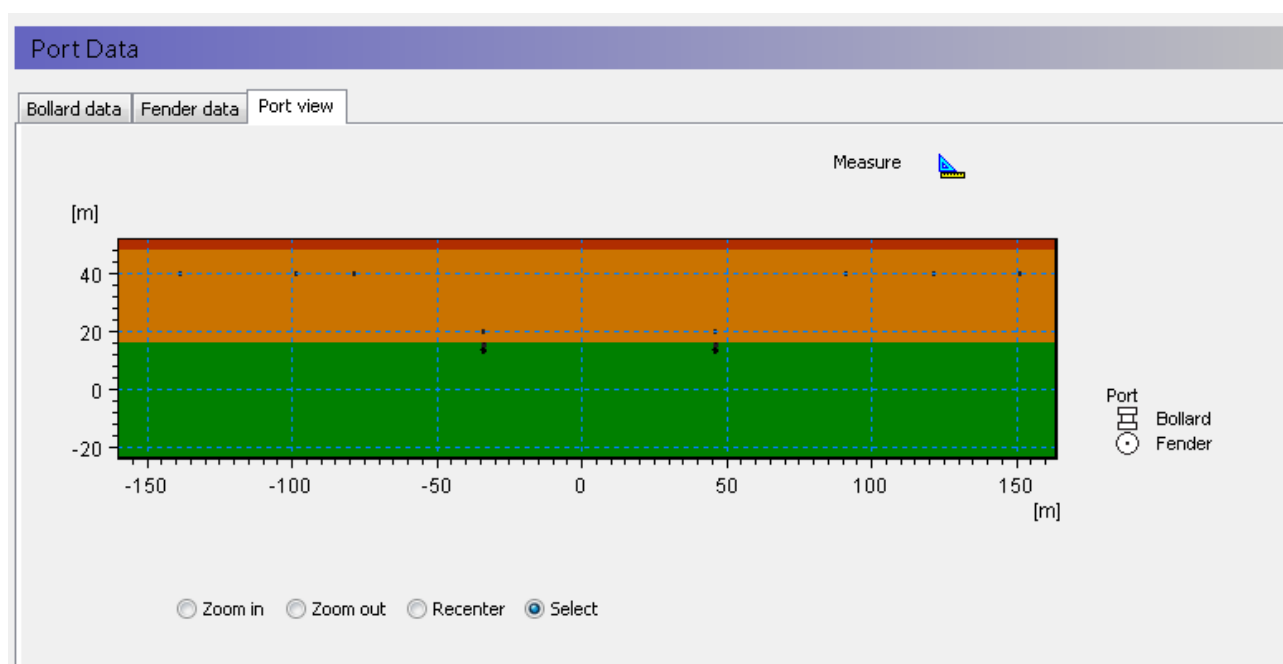 Port Data
Bollard data Fender data Port view
Measure
[m]
40
20
0
-20
-150 -100 -50 0 50 100 150
[m]
Port
Bollard
Fender
Zoom in Zoom out Recenter Select